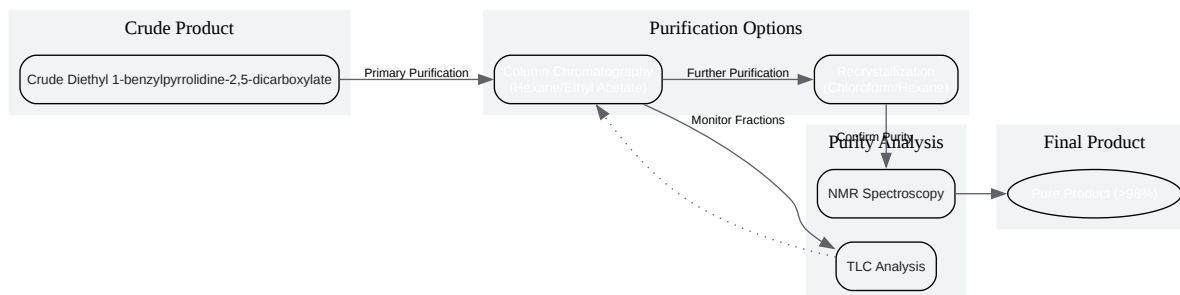 Crude Product
Crude Diethyl 1-benzylpyrrolidine-2,5-dicarboxylate
Primary Purification
Purification Options
Column Chromatography
(Hexane/Ethyl Acetate)
Further Purification
Recrystallization
(Chloroform/Hexane)
Monitor Fractions
Confirm Purity
Purity Analysis
NMR Spectroscopy
TLC Analysis
Final Product
Pure Product (>98%)